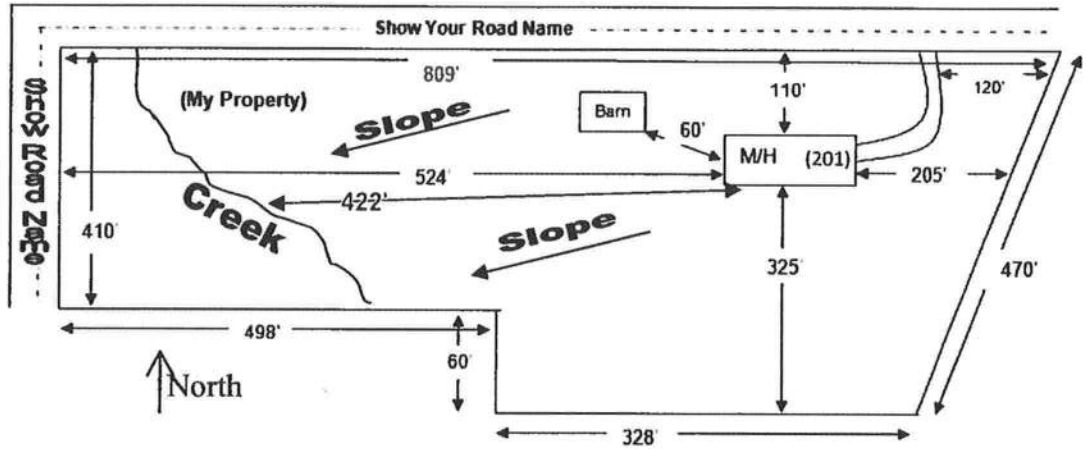 Show Your Road Name
Show Road Name
809'
(My Property)
Slope
Barn
110'
120'
60'
M/H (201)
524'
205'
422'
Creek
410'
Slope
325'
470'
498'
60'
North
328'